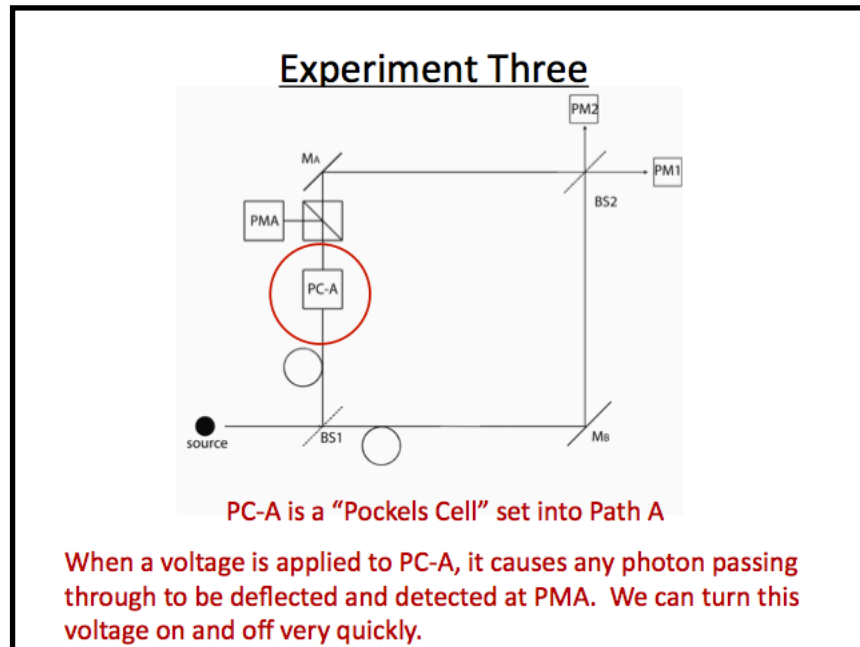 Experiment Three
PM2
MA
PM1
BS2
PMA
PC-A
source
BS1
MB
PC-A is a “Pockels Cell” set into Path A
When a voltage is applied to PC-A, it causes any photon passing
through to be deflected and detected at PMA.  We can turn this
voltage on and off very quickly.